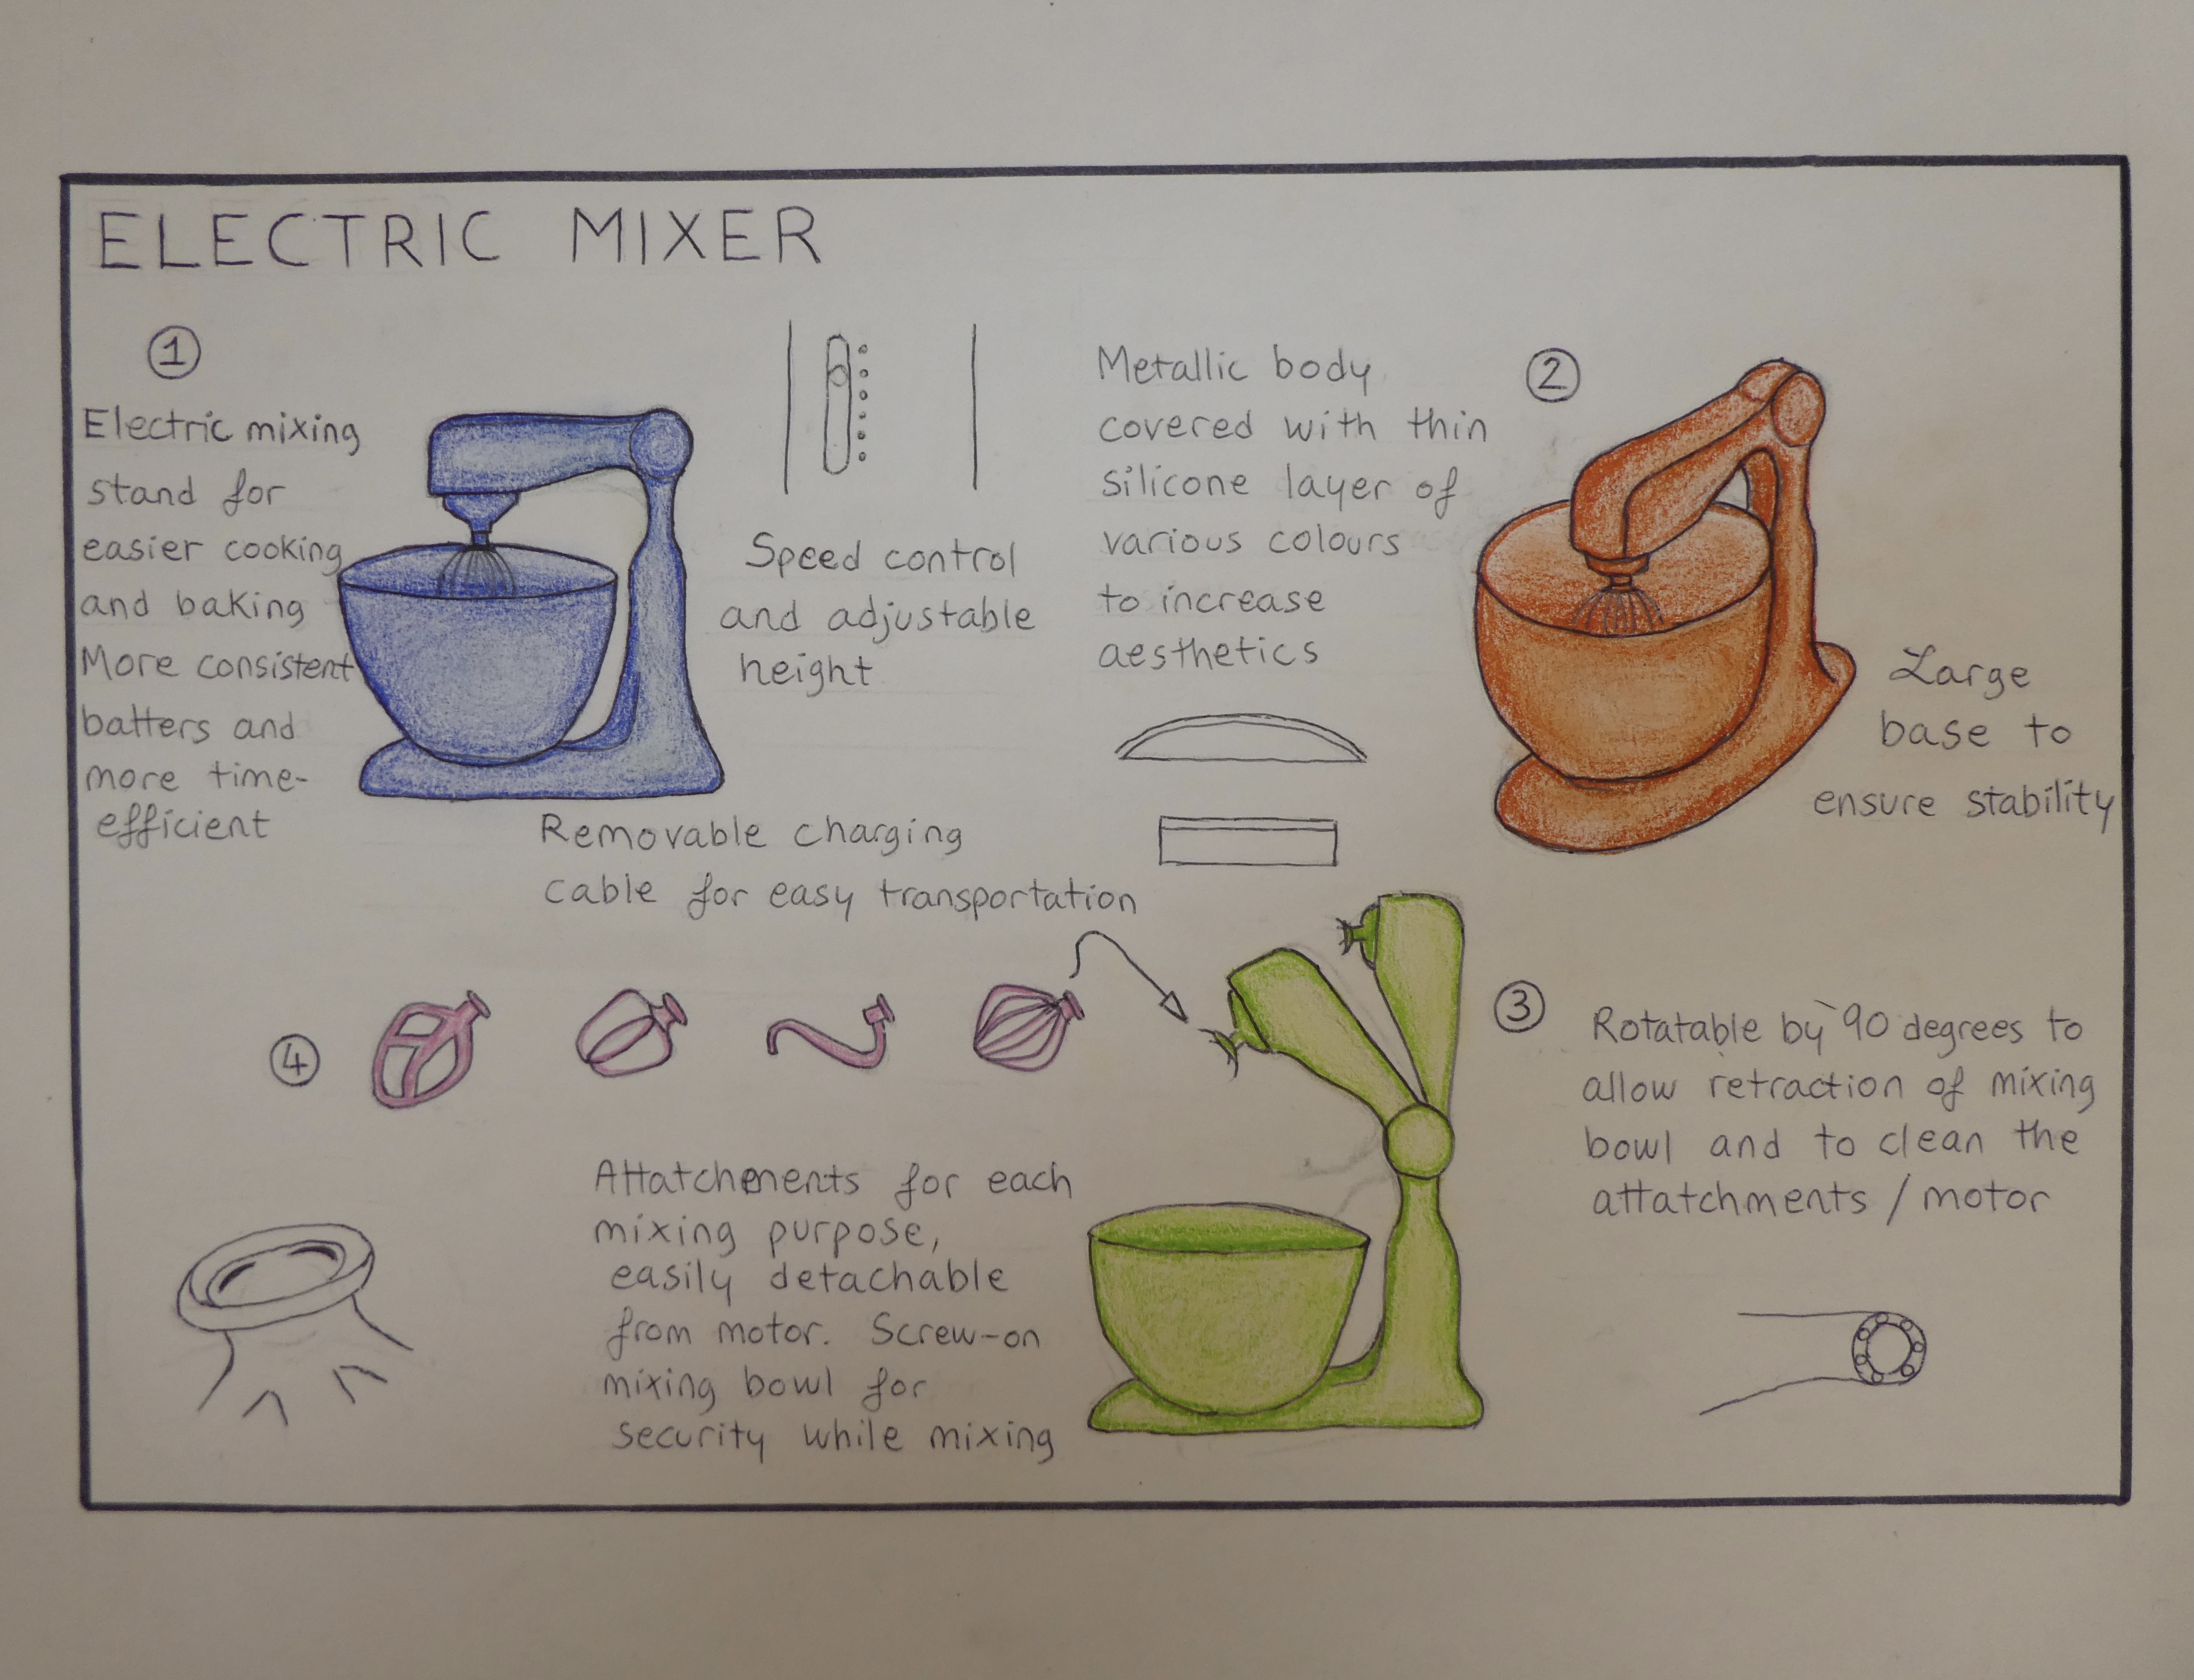 ELECTRIC MIXER
1
Electric mixing
stand for
easier cooking
and baking
More consistent
batters and
more time-
efficient
Speed control
and adjustable
height
Removable charging
cable for easy transportation
Metallic body
covered with thin
silicone layer of
various colours
to increase
aesthetics
2
Large
base to
ensure stability
3
Rotatable by 90 degrees to
allow retraction of mixing
bowl and to clean the
attatchments / motor
4
Attatchements for each
mixing purpose,
easily detachable
from motor. Screw-on
mixing bowl for
security while mixing